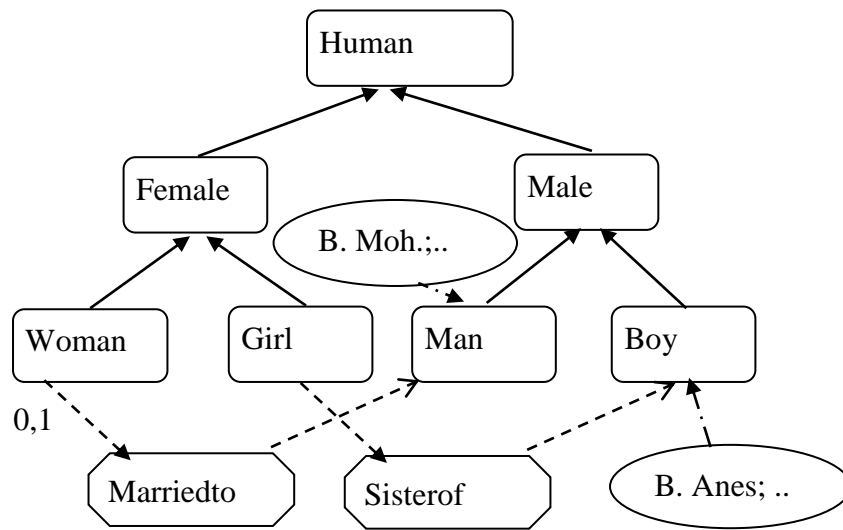 Human
Female
Male
B. Moh.;..
Woman
Girl
Man
Boy
0,1
Marriedto
Sisterof
B. Anes; ..